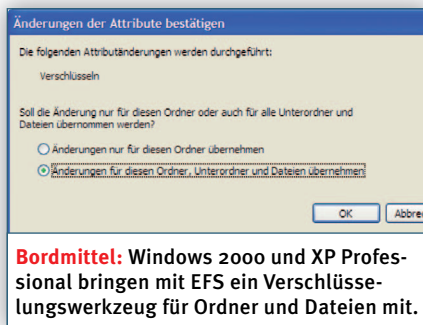 Änderungen der Attribute bestätigen
Die folgenden Attributänderungen werden durchgeführt:
Verschlüsseln
Soll die Änderung nur für diesen Ordner oder auch für alle Unterordner und
Dateien übernommen werden?
Änderungen nur für diesen Ordner übernehmen
Änderungen für diesen Ordner, Unterordner und Dateien übernehmen
OK
Abbrec
Bordmittel: Windows 2000 und XP Profes-
sional bringen mit EFS ein Verschlüsse-
lungswerkzeug für Ordner und Dateien mit.